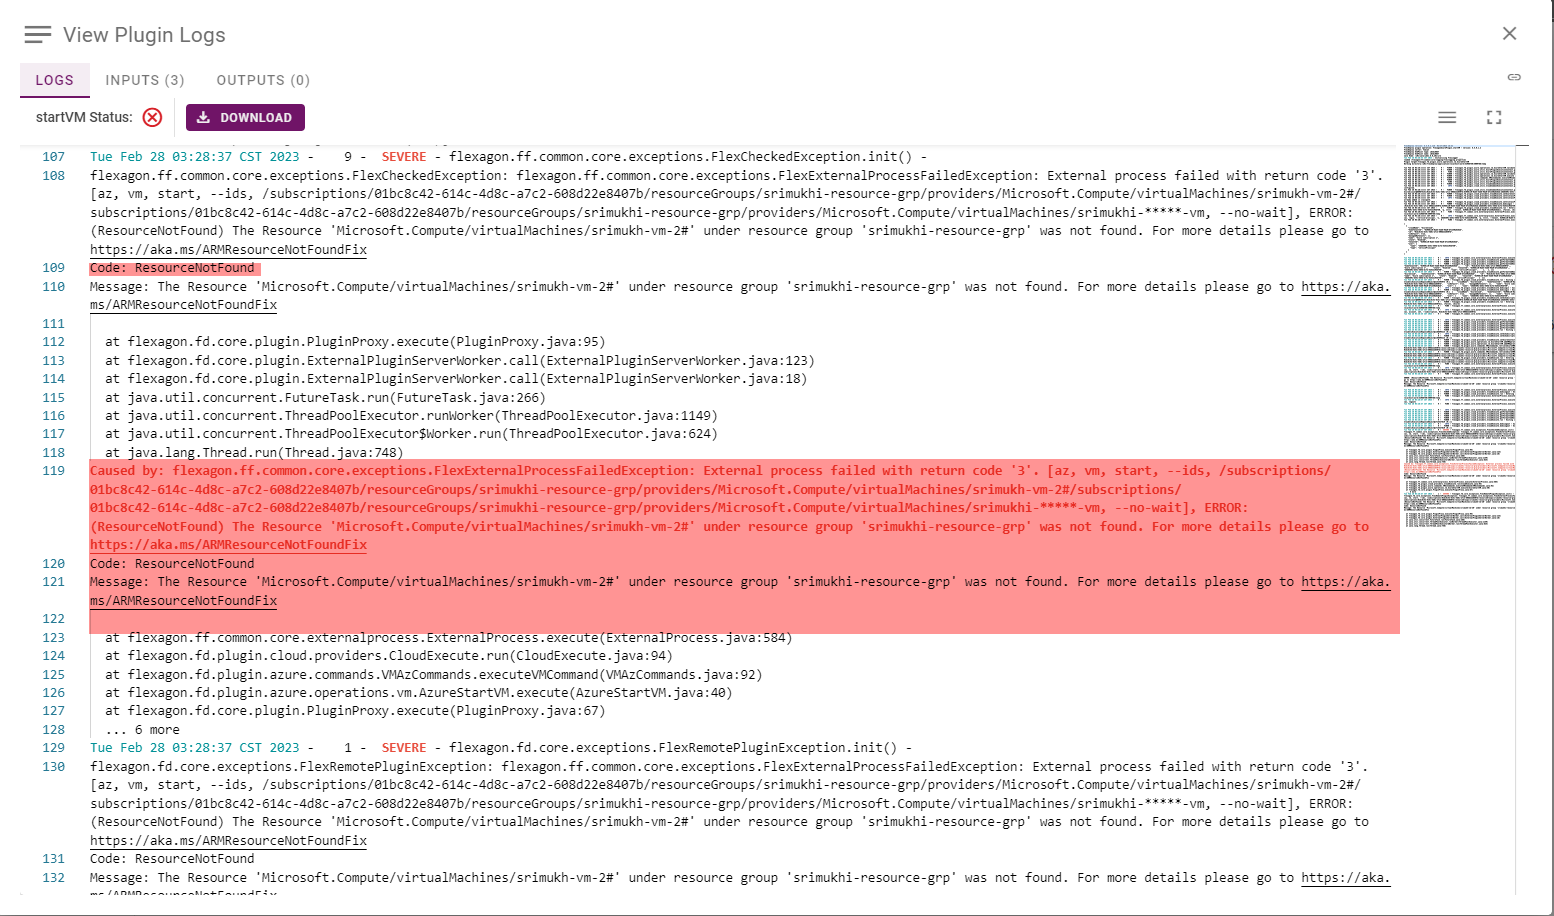 View Plugin Logs
LOGS INPUTS (3) OUTPUTS (0)
startVM Status: DOWNLOAD
107 Tue Feb 28 03:28:37 CST 2023 - 9 - SEVERE - flexagon.ff.common.core.exceptions.FlexCheckedException.init() -
108 flexagon.ff.common.core.exceptions.FlexCheckedException: flexagon.ff.common.core.exceptions.FlexExternalProcessFailedException: External process failed with return code '3'.
[az, vm, start, --ids, /subscriptions/01bc8c42-614c-4d8c-a7c2-608d22e8407b/resourceGroups/srimukhi-resource-grp/providers/Microsoft.Compute/virtualMachines/srimukh-vm-2#/
subscriptions/01bc8c42-614c-4d8c-a7c2-608d22e8407b/resourceGroups/srimukhi-resource-grp/providers/Microsoft.Compute/virtualMachines/srimukhi-*****-vm, --no-wait], ERROR:
(ResourceNotFound) The Resource 'Microsoft.Compute/virtualMachines/srimukh-vm-2#' under resource group 'srimukhi-resource-grp' was not found. For more details please go to
https://aka.ms/ARMResourceNotFoundFix
109 Code: ResourceNotFound
110 Message: The Resource 'Microsoft.Compute/virtualMachines/srimukh-vm-2#' under resource group 'srimukhi-resource-grp' was not found. For more details please go to https://aka.
ms/ARMResourceNotFoundFix
111
112 at flexagon.fd.core.plugin.PluginProxy.execute(PluginProxy.java:95)
113 at flexagon.fd.core.plugin.ExternalPluginServerWorker.call(ExternalPluginServerWorker.java:123)
114 at flexagon.fd.core.plugin.ExternalPluginServerWorker.call(ExternalPluginServerWorker.java:18)
115 at java.util.concurrent.FutureTask.run(FutureTask.java:266)
116 at java.util.concurrent.ThreadPoolExecutor.runWorker(ThreadPoolExecutor.java:1149)
117 at java.util.concurrent.ThreadPoolExecutor$Worker.run(ThreadPoolExecutor.java:624)
118 at java.lang.Thread.run(Thread.java:748)
119 Caused by: flexagon.ff.common.core.exceptions.FlexExternalProcessFailedException: External process failed with return code '3'. [az, vm, start, --ids, /subscriptions/
01bc8c42-614c-4d8c-a7c2-608d22e8407b/resourceGroups/srimukhi-resource-grp/providers/Microsoft.Compute/virtualMachines/srimukh-vm-2#/subscriptions/
01bc8c42-614c-4d8c-a7c2-608d22e8407b/resourceGroups/srimukhi-resource-grp/providers/Microsoft.Compute/virtualMachines/srimukhi-*****-vm, --no-wait], ERROR:
(ResourceNotFound) The Resource 'Microsoft.Compute/virtualMachines/srimukh-vm-2#' under resource group 'srimukhi-resource-grp' was not found. For more details please go to
https://aka.ms/ARMResourceNotFoundFix
120 Code: ResourceNotFound
121 Message: The Resource 'Microsoft.Compute/virtualMachines/srimukh-vm-2#' under resource group 'srimukhi-resource-grp' was not found. For more details please go to https://aka.
ms/ARMResourceNotFoundFix
122
123 at flexagon.ff.common.core.externalprocess.ExternalProcess.execute(ExternalProcess.java:584)
124 at flexagon.fd.plugin.cloud.providers.CloudExecute.run(CloudExecute.java:94)
125 at flexagon.fd.plugin.azure.commands.VMAzCommands.executeVMCommand(VMAzCommands.java:92)
126 at flexagon.fd.plugin.azure.operations.vm.AzureStartVM.execute(AzureStartVM.java:40)
127 at flexagon.fd.core.plugin.PluginProxy.execute(PluginProxy.java:67)
128 ... 6 more
129 Tue Feb 28 03:28:37 CST 2023 - 1 - SEVERE - flexagon.fd.core.exceptions.FlexRemotePluginException.init() -
130 flexagon.fd.core.exceptions.FlexRemotePluginException: flexagon.ff.common.core.exceptions.FlexExternalProcessFailedException: External process failed with return code '3'.
[az, vm, start, --ids, /subscriptions/01bc8c42-614c-4d8c-a7c2-608d22e8407b/resourceGroups/srimukhi-resource-grp/providers/Microsoft.Compute/virtualMachines/srimukh-vm-2#/
subscriptions/01bc8c42-614c-4d8c-a7c2-608d22e8407b/resourceGroups/srimukhi-resource-grp/providers/Microsoft.Compute/virtualMachines/srimukhi-*****-vm, --no-wait], ERROR:
(ResourceNotFound) The Resource 'Microsoft.Compute/virtualMachines/srimukh-vm-2#' under resource group 'srimukhi-resource-grp' was not found. For more details please go to
https://aka.ms/ARMResourceNotFoundFix
131 Code: ResourceNotFound
132 Message: The Resource 'Microsoft.Compute/virtualMachines/srimukh-vm-2#' under resource group 'srimukhi-resource-grp' was not found. For more details please go to https://aka.
ms/ARMResourceNotFoundFix